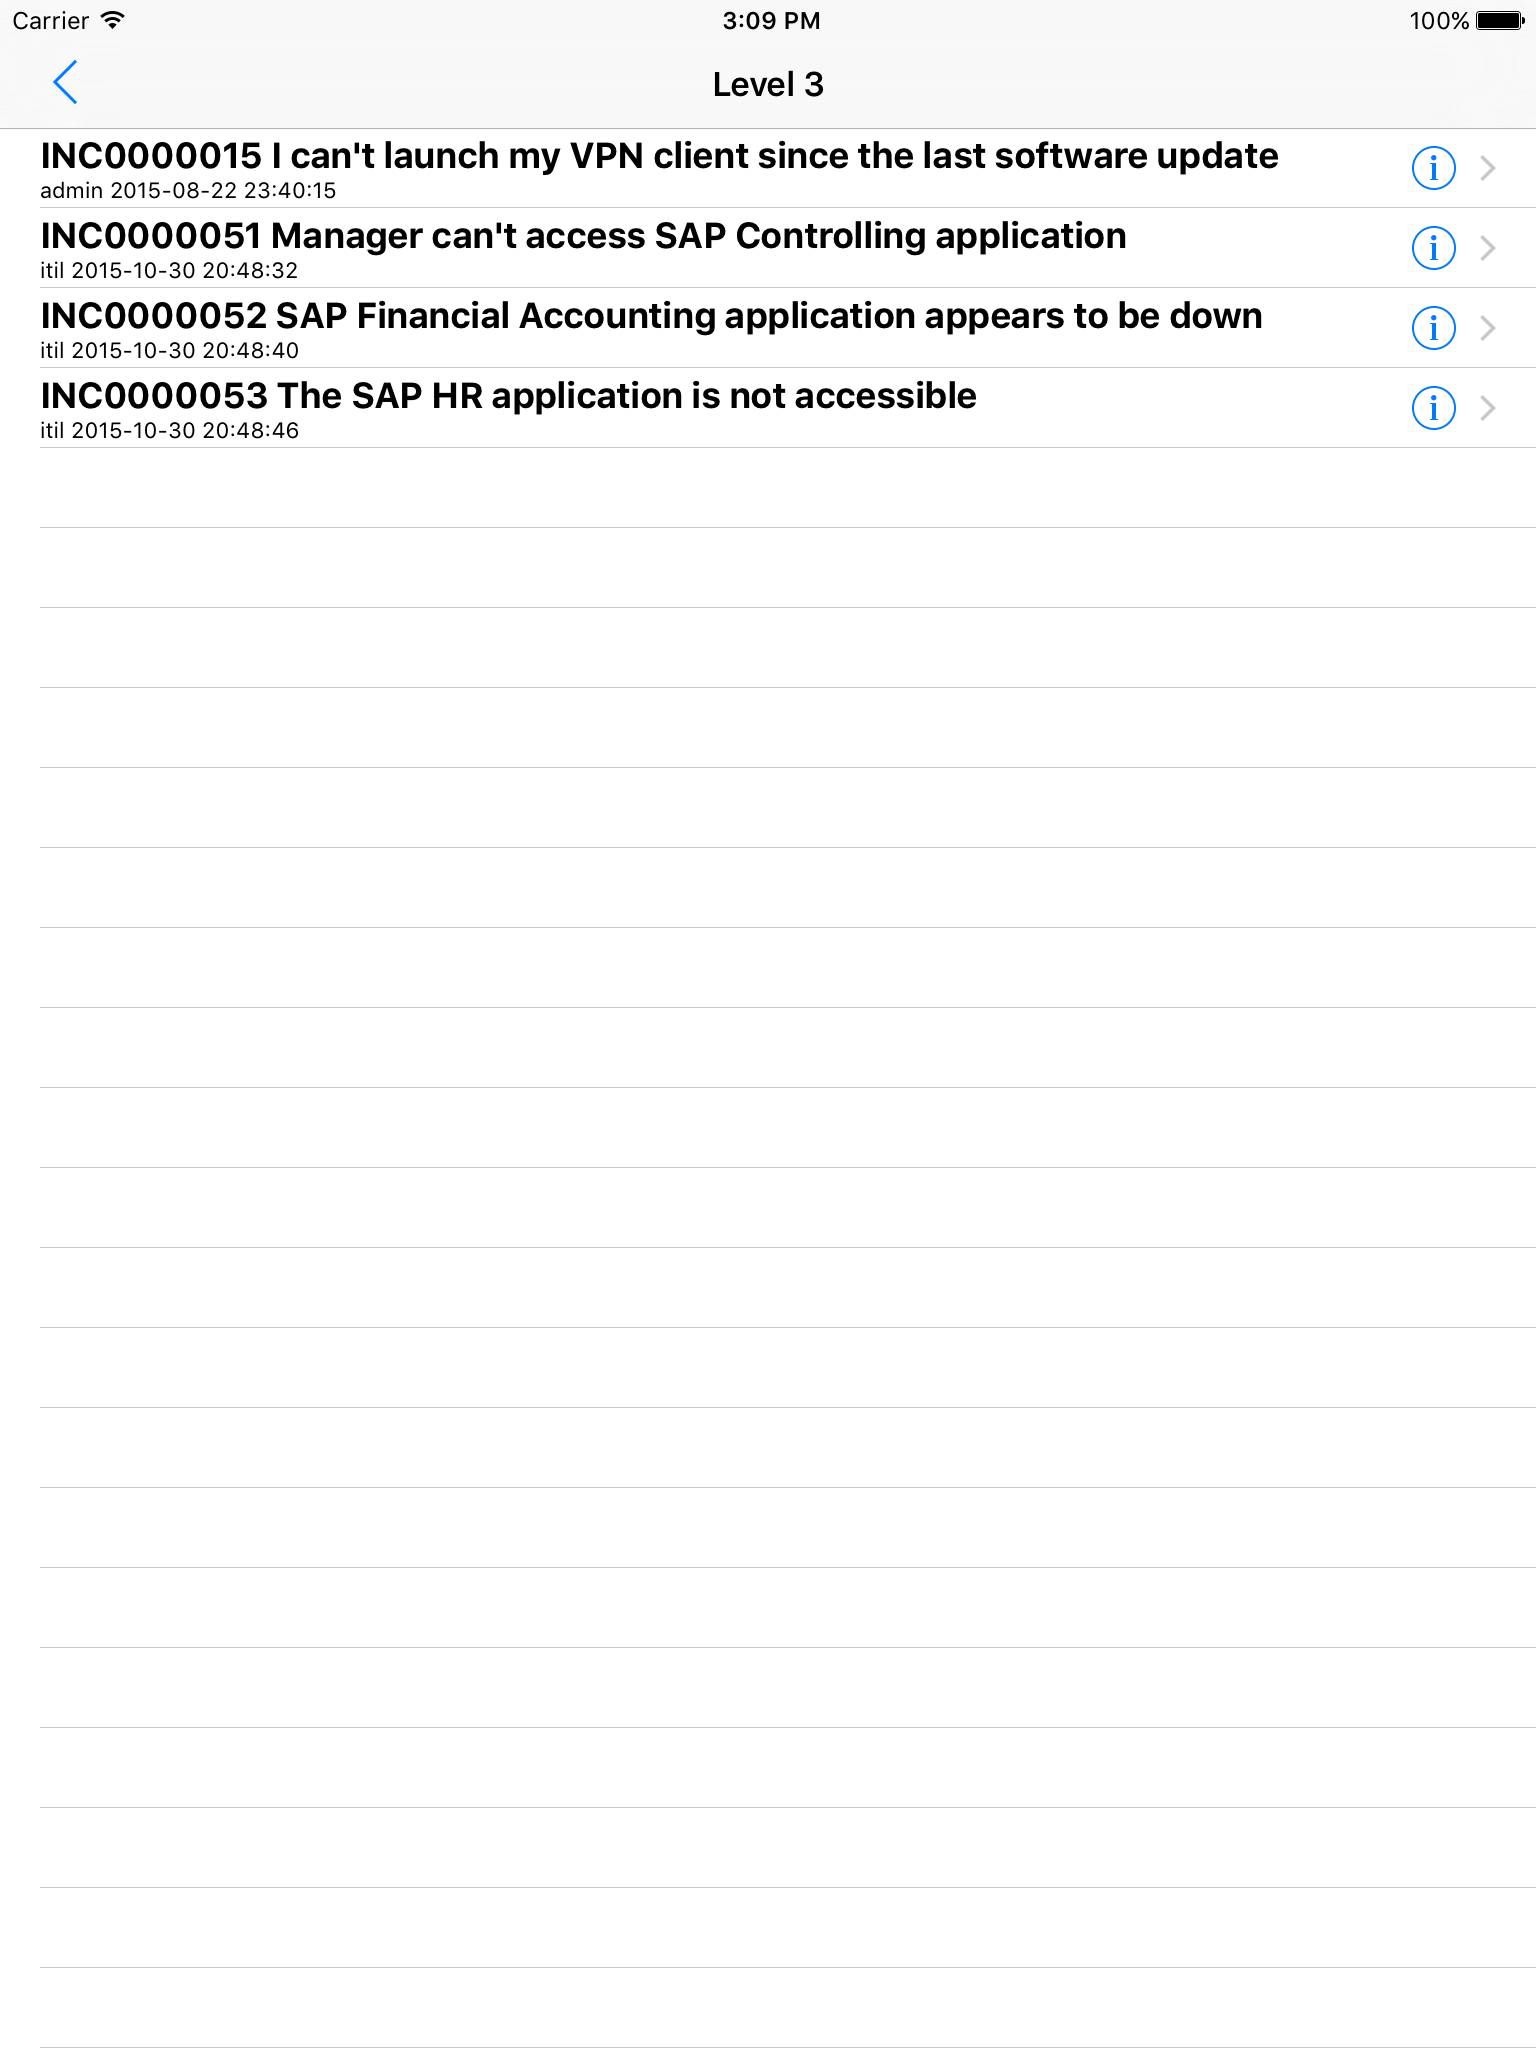 Carrier 3:09 PM 100%
Level 3
INC0000015 I can't launch my VPN client since the last software update
admin 2015-08-22 23:40:15
INC0000051 Manager can't access SAP Controlling application
itil 2015-10-30 20:48:32
INC0000052 SAP Financial Accounting application appears to be down
itil 2015-10-30 20:48:40
INC0000053 The SAP HR application is not accessible
itil 2015-10-30 20:48:46